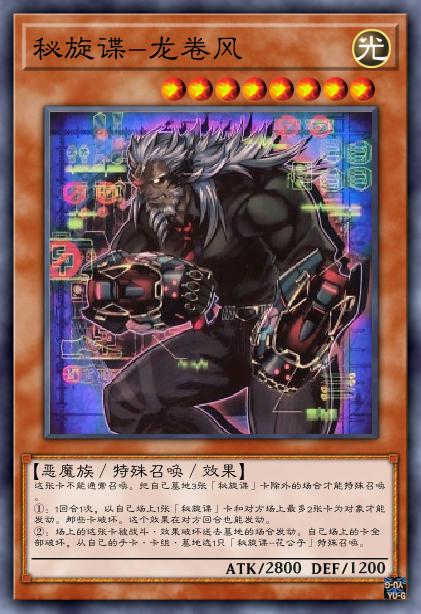 秘旋谍-龙卷风
光
【恶魔族/特殊召唤/效果】
这张卡不能通常召唤。把自己墓地3张「秘旋谍」卡除外的场合才能特殊召唤
。
①：1回合1次，以自己场上1张「秘旋谍」卡和对方场上最多2张卡为对象才能
发动。那些卡破坏。这个效果在对方回合也能发动。
②：场上的这张卡被战斗·效果破坏送去墓地的场合发动。自己场上的卡全
部破坏，从自己的手卡·卡组·墓地选1只「秘旋谍-花公子」特殊召唤。
ATK/2800 DEF/1200